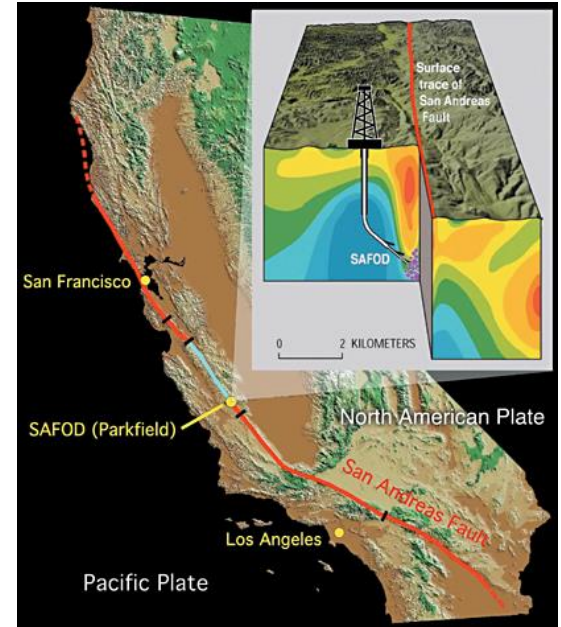 Surface
trace of
San Andreas
Fault
SAFOD
0 2 KILOMETERS
San Francisco
SAFOD (Parkfield)
North American Plate
San Andreas Fault
Los Angeles
Pacific Plate